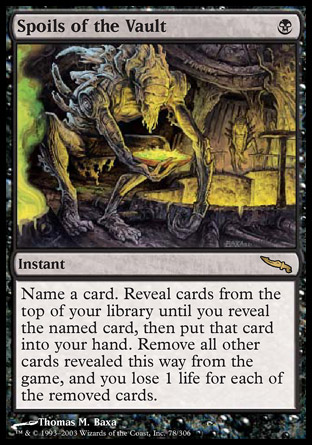 Spoils of the Vault
Instant
Name a card. Reveal cards from the
top of your library until you reveal
the named card, then put that card
into your hand. Remove all other
cards revealed this way from the
game, and you lose 1 life for each of
the removed cards.
Thomas M. Baxa
™ & © 1993–2003 Wizards of the Coast, Inc. 78/306